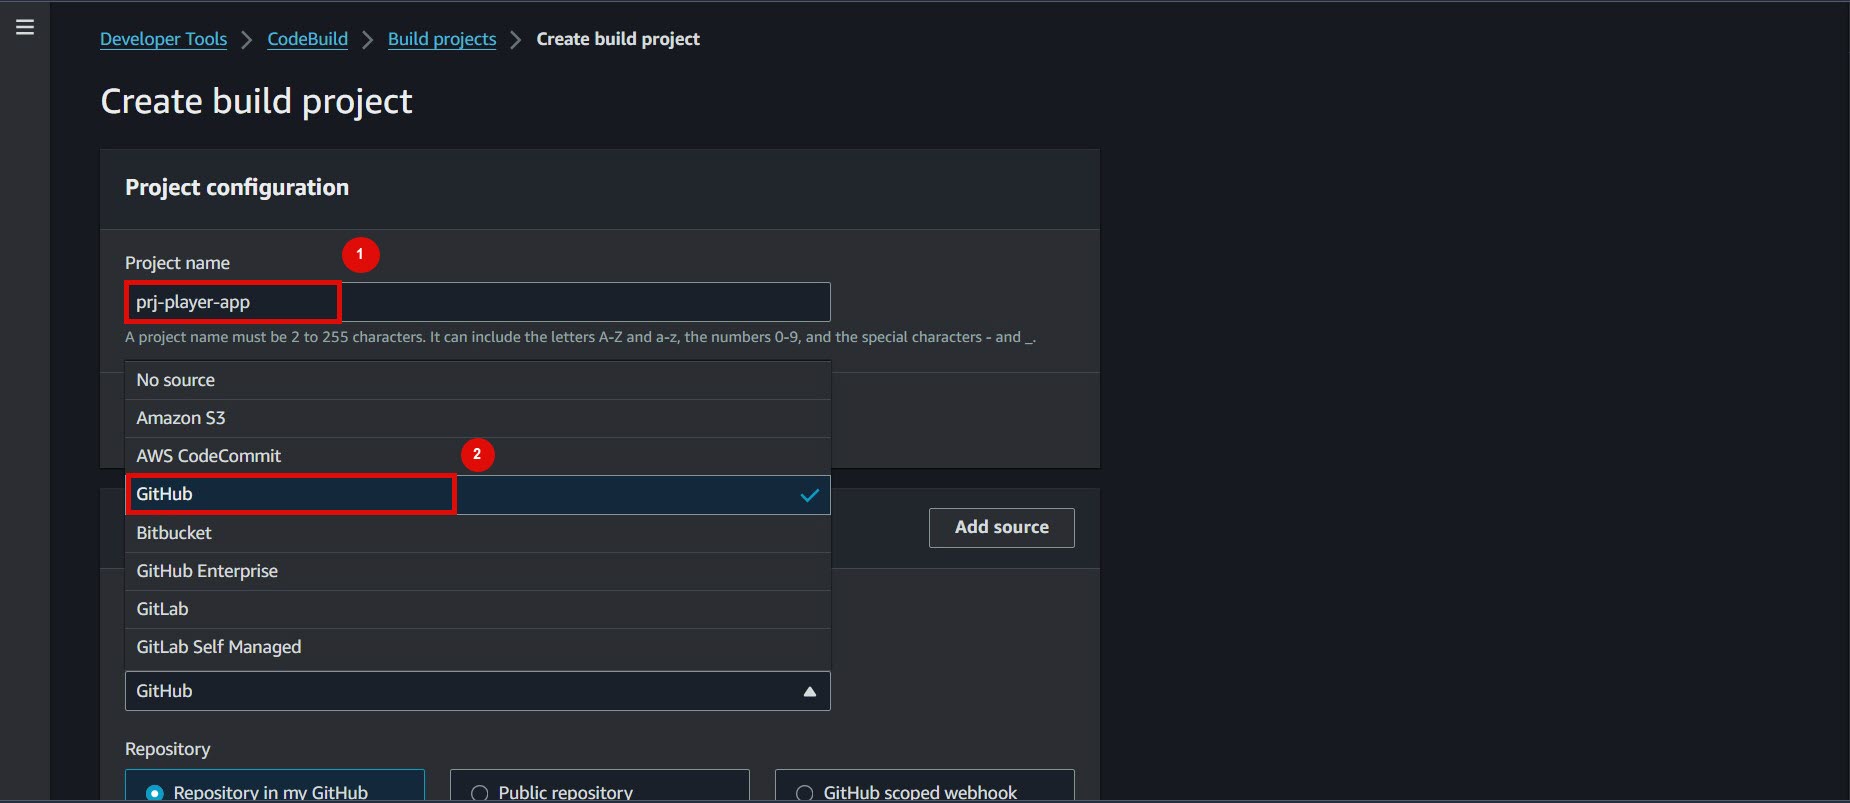 Developer Tools > CodeBuild > Build projects > Create build project
Create build project
Project configuration
1
Project name
prj-player-app
A project name must be 2 to 255 characters. It can include the letters A-Z and a-z, the numbers 0-9, and the special characters - and _.
No source
Amazon S3
AWS CodeCommit
2
GitHub
Add source
Bitbucket
GitHub Enterprise
GitLab
GitLab Self Managed
GitHub
Repository
Repository in my GitHub
Public repository
GitHub scoped webhook